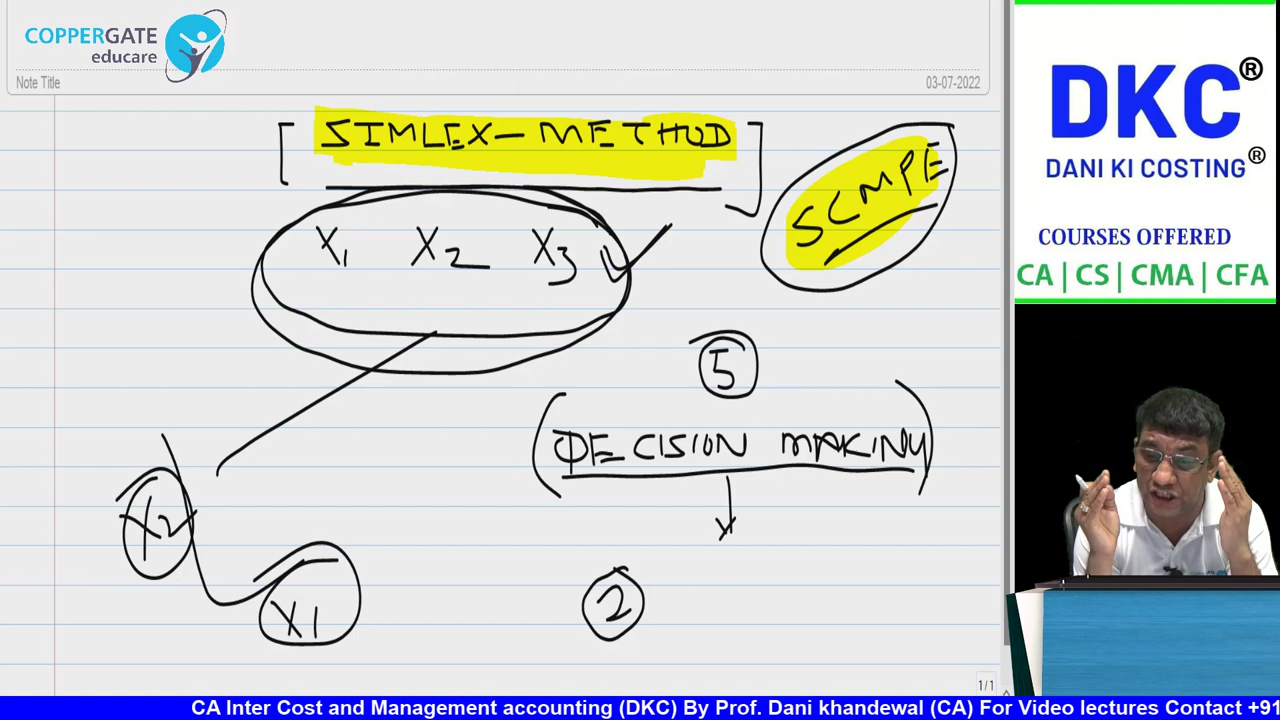 COPPERGATE
educare
Note Title
03-07-2022
[ SIMLEX - METHOD ]
SCMPE
X1 X2 X3
5
(DECISION MAKING)
X2
X1
2
1/1
DKC®
DANI KI COSTING®
COURSES OFFERED
CA | CS | CMA | CFA
CA Inter Cost and Management accounting (DKC) By Prof. Dani khandewal (CA) For Video lectures Contact +91